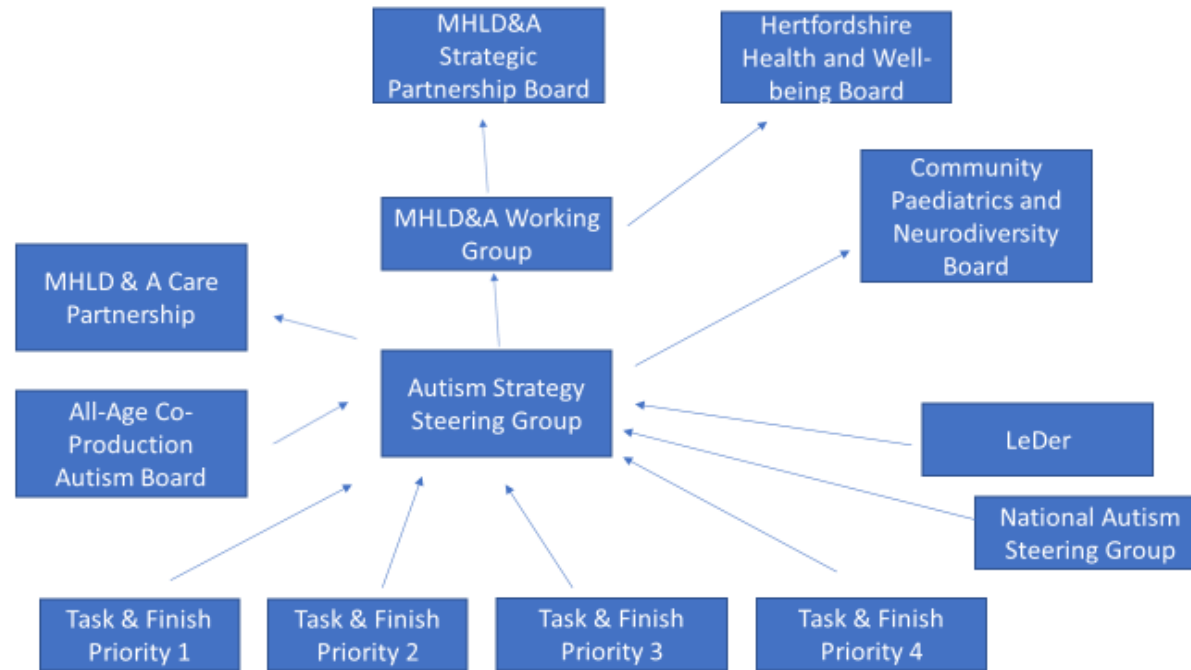 MHLD&A
Strategic
Partnership Board
Hertfordshire
Health and Well-
being Board
Community
Paediatrics and
Neurodiversity
Board
MHLD&A Working
Group
MHLD & A Care
Partnership
Autism Strategy
Steering Group
All-Age Co-
Production
Autism Board
LeDer
National Autism
Steering Group
Task & Finish
Priority 1
Task & Finish
Priority 2
Task & Finish
Priority 3
Task & Finish
Priority 4